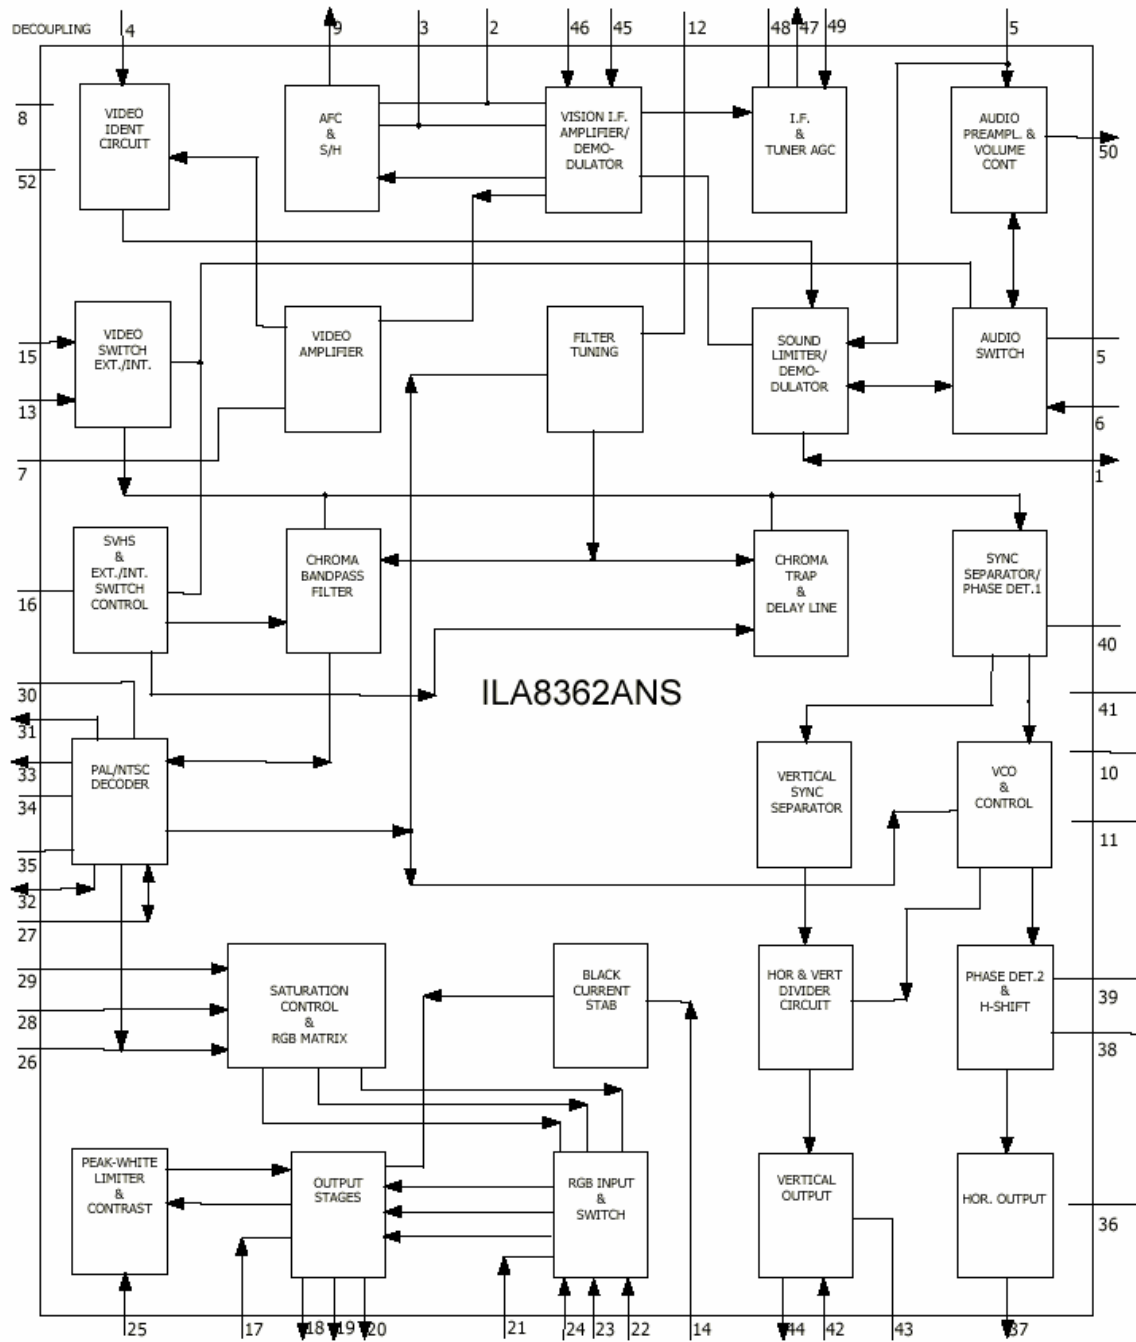 DECOUPLING
4
9
3
2
46
45
12
48
47
49
5
8
52
VIDEO
IDENT
CIRCUIT
AFC
&
S/H
VISION I.F.
AMPLIFIER/
DEMO-
DULATOR
I.F.
&
TUNER AGC
AUDIO
PREAMPL. &
VOLUME
CONT
50
15
13
7
VIDEO
SWITCH
EXT./INT.
VIDEO
AMPLIFIER
FILTER
TUNING
SOUND
LIMITER/
DEMO-
DULATOR
AUDIO
SWITCH
5
6
1
16
SVHS
&
EXT./INT.
SWITCH
CONTROL
CHROMA
BANDPASS
FILTER
CHROMA
TRAP
&
DELAY LINE
SYNC
SEPARATOR/
PHASE DET.1
40
ILA8362ANS
30
31
33
34
35
32
27
PAL/NTSC
DECODER
VERTICAL
SYNC
SEPARATOR
VCO
&
CONTROL
41
10
11
29
28
26
SATURATION
CONTROL
&
RGB MATRIX
BLACK
CURRENT
STAB
HOR & VERT
DIVIDER
CIRCUIT
PHASE DET.2
&
H-SHIFT
39
38
PEAK-WHITE
LIMITER
&
CONTRAST
OUTPUT
STAGES
RGB INPUT
&
SWITCH
VERTICAL
OUTPUT
HOR. OUTPUT
36
25
17
18
19
20
21
24
23
22
14
44
42
43
37